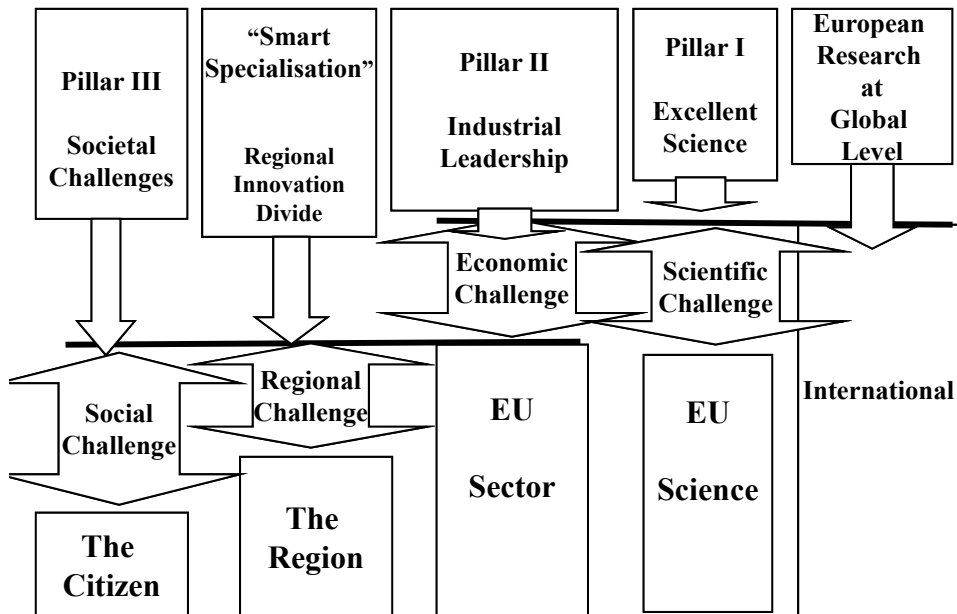 Pillar III
Societal
Challenges
“Smart
Specialisation”
Regional
Innovation
Divide
Pillar II
Industrial
Leadership
Pillar I
Excellent
Science
European
Research
at
Global
Level
Economic
Challenge
Scientific
Challenge
Social
Challenge
Regional
Challenge
EU
Sector
EU
Science
International
The
Citizen
The
Region